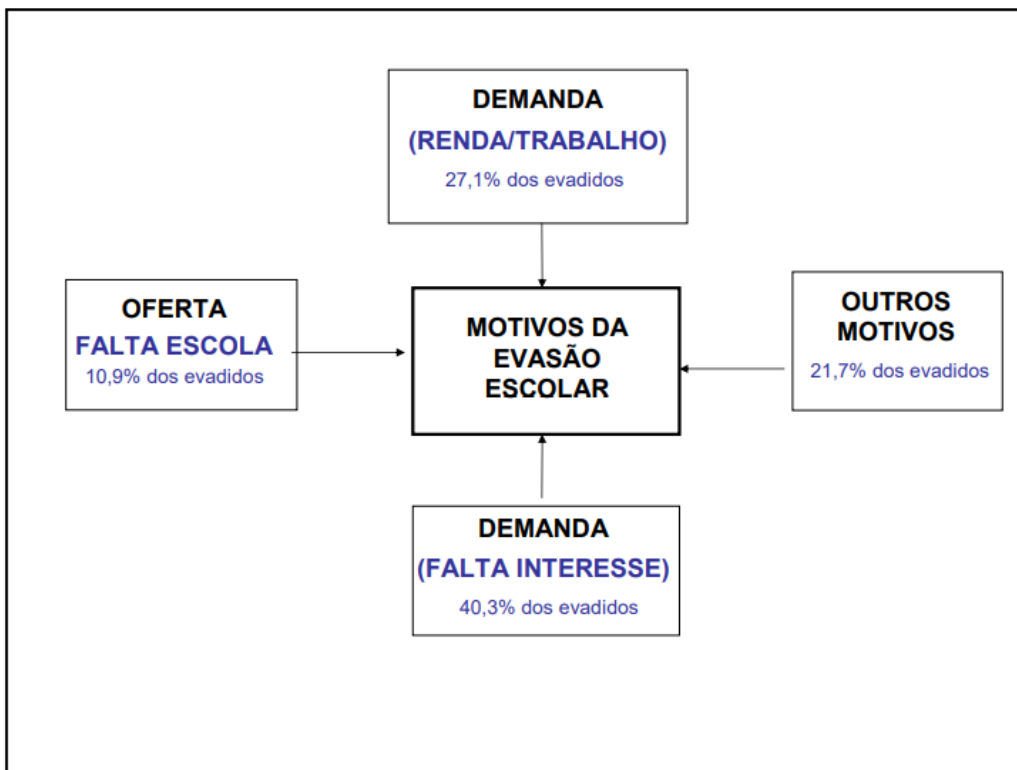 DEMANDA
(RENDA/TRABALHO)
27,1% dos evadidos
OFERTA
FALTA ESCOLA
10,9% dos evadidos
MOTIVOS DA
EVASÃO
ESCOLAR
OUTROS
MOTIVOS
21,7% dos evadidos
DEMANDA
(FALTA INTERESSE)
40,3% dos evadidos